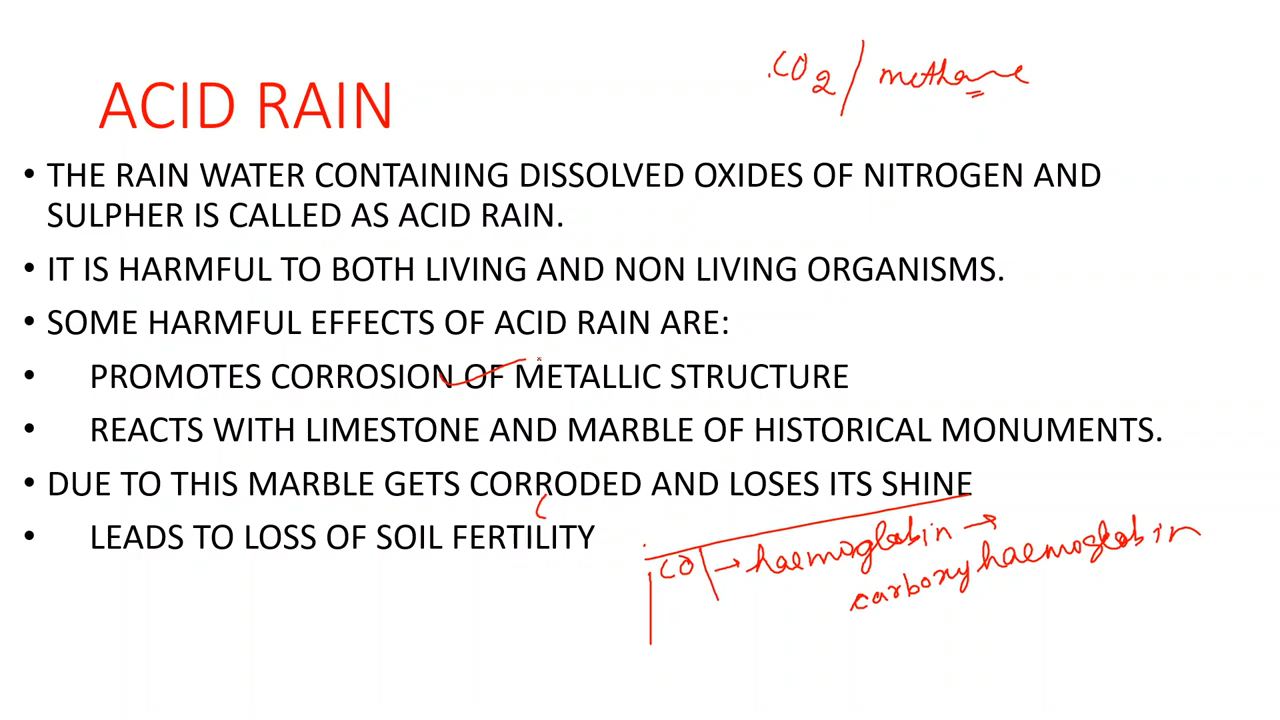 CO2 / methane
ACID RAIN
• THE RAIN WATER CONTAINING DISSOLVED OXIDES OF NITROGEN AND
SULPHER IS CALLED AS ACID RAIN.
• IT IS HARMFUL TO BOTH LIVING AND NON LIVING ORGANISMS.
• SOME HARMFUL EFFECTS OF ACID RAIN ARE:
• PROMOTES CORROSION OF METALLIC STRUCTURE
• REACTS WITH LIMESTONE AND MARBLE OF HISTORICAL MONUMENTS.
• DUE TO THIS MARBLE GETS CORRODED AND LOSES ITS SHINE
• LEADS TO LOSS OF SOIL FERTILITY
CO → haemoglobin →
carboxyhaemoglobin